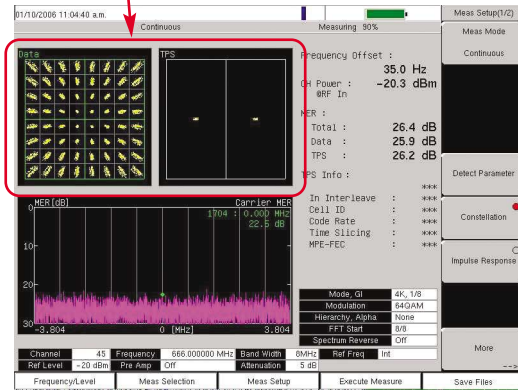 01/10/2006 11:04:40 a.m.
Meas Setup(1/2)
Continuous
Measuring 90%
Meas Mode
Continuous
Data
TPS
Frequency Offset :
35.0 Hz
CH Power : -20.3 dBm
@RF In
MER :
Total : 26.4 dB
Data : 25.9 dB
TPS : 26.2 dB
TPS Info :
***
In Interleave : ***
Cell ID : ***
Code Rate : ***
Time Slicing : ***
MPE-FEC : ***
Detect Parameter
Constellation
Impulse Response
More
-->
MER[dB]
Carrier MER
1704 : 0.000 MHz
22.5 dB
0
10
20
30
-3.804
0 [MHz]
3.804
Mode, GI 4K, 1/8
Modulation 64QAM
Hierarchy, Alpha None
FFT Start 8/8
Spectrum Reverse Off
Channel 45 Frequency 666.000000 MHz Band Width 8MHz Ref Freq Int
Ref Level -20 dBm Pre Amp Off Attenuation 5 dB
Frequency/Level
Meas Selection
Meas Setup
Execute Measure
Save Files